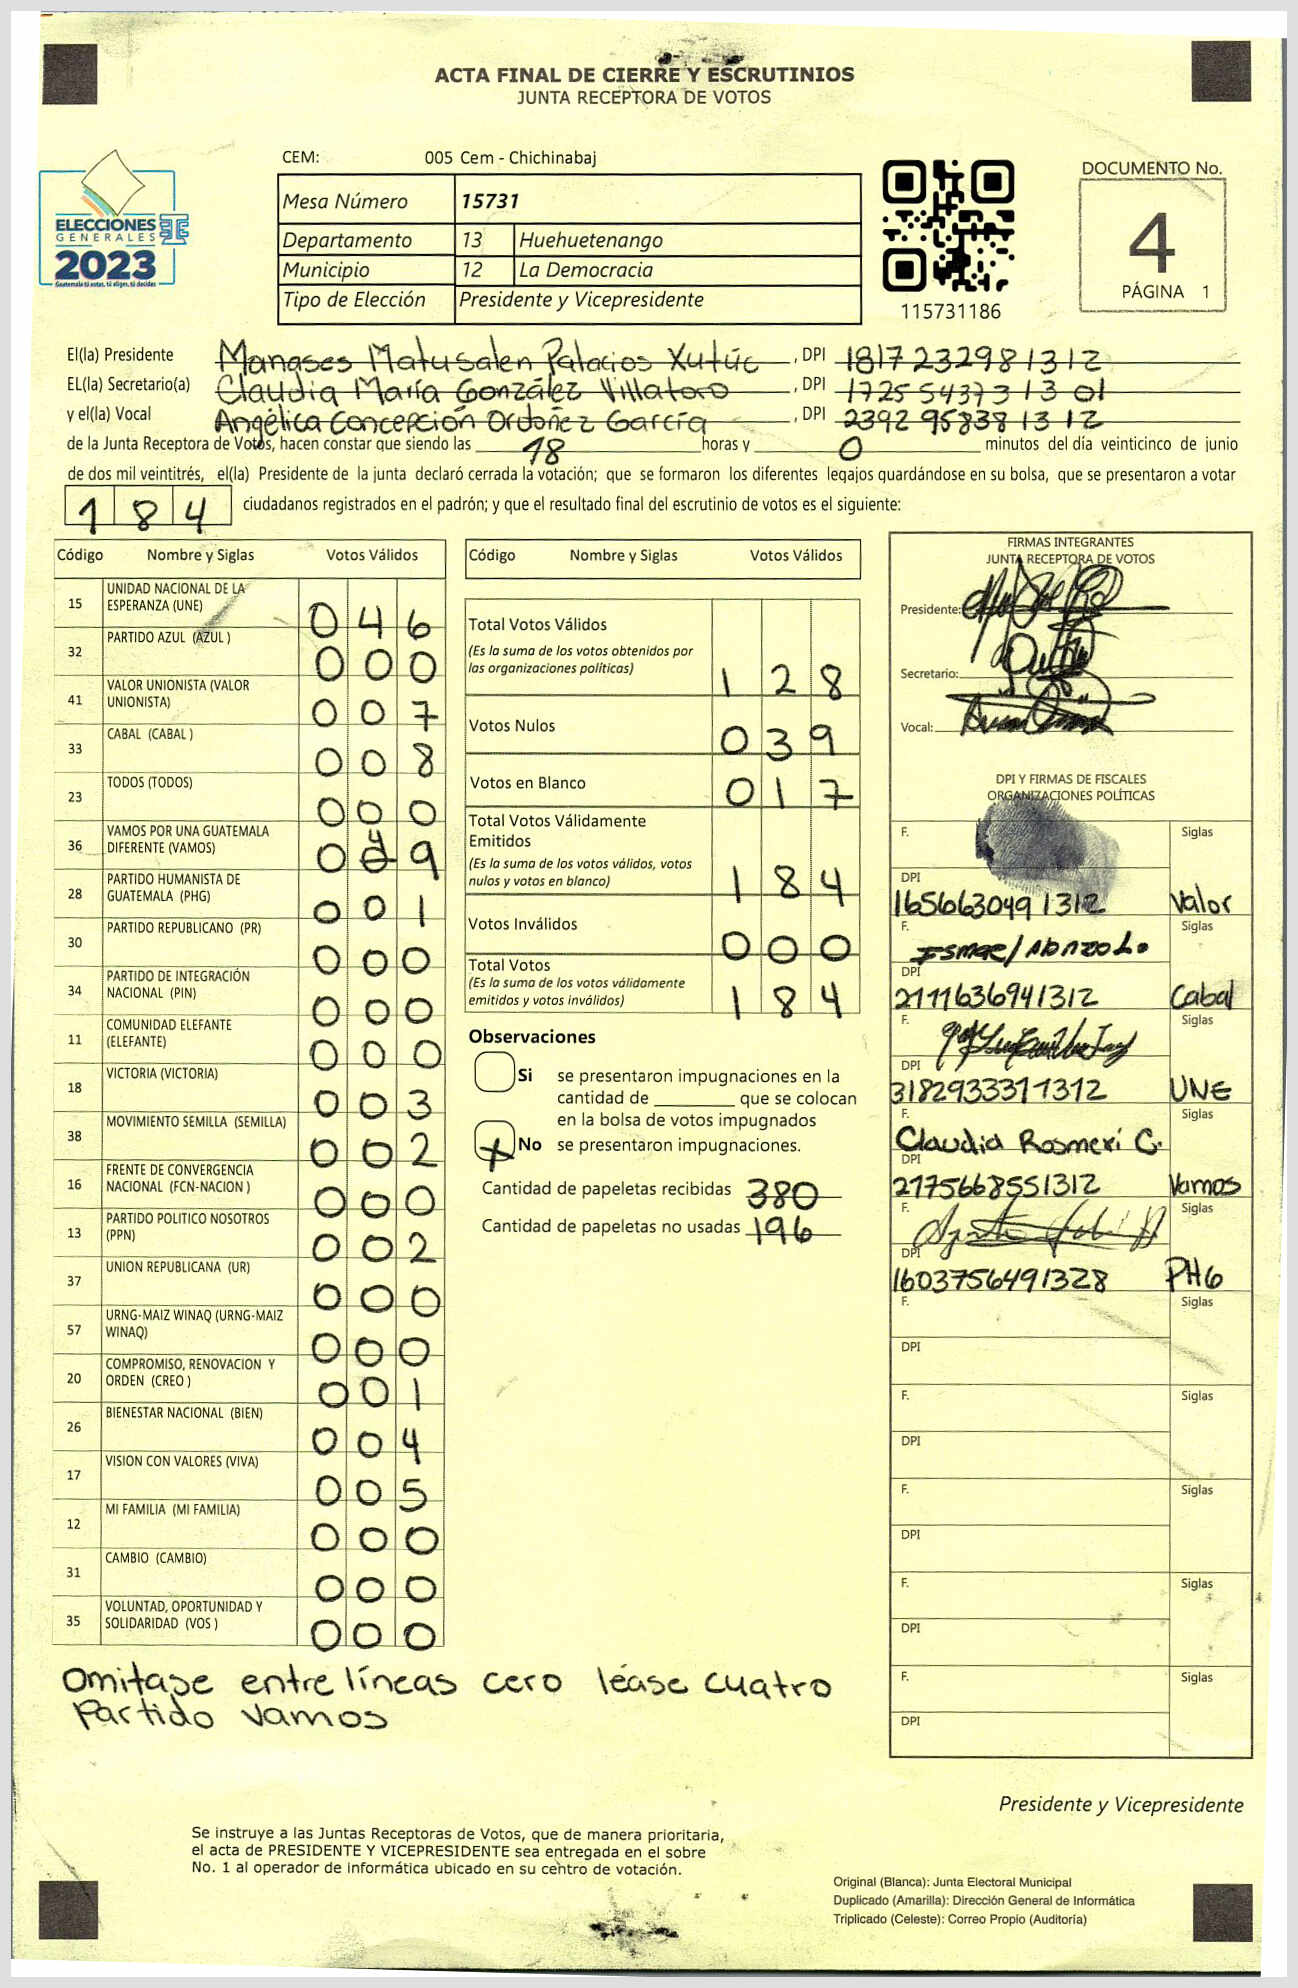 ACTA FINAL DE CIERRE Y ESCRUTINIOS
JUNTA RECEPTORA DE VOTOS
CEM: 005 Cem - Chichinabaj
ELECCIONES
GENERALES
2023
Guatemala tú votas, tú eliges, tú decides
Mesa Número 15731
Departamento 13 Huehuetenango
Municipio 12 La Democracia
Tipo de Elección Presidente y Vicepresidente
115731186
DOCUMENTO No.
4
PÁGINA 1
El(la) Presidente Manases Matusalen Palacios Xutuc , DPI 1817232981312
EL(la) Secretario(a) Claudia María González Villatoro , DPI 1725543731301
y el(la) Vocal Angélica Concepción Ordoñez García , DPI 2392958381312
de la Junta Receptora de Votos, hacen constar que siendo las 18 horas y 0 minutos del día veinticinco de junio
de dos mil veintitrés, el(la) Presidente de la junta declaró cerrada la votación; que se formaron los diferentes legajos quardándose en su bolsa, que se presentaron a votar
184 ciudadanos registrados en el padrón; y que el resultado final del escrutinio de votos es el siguiente:
Código Nombre y Siglas Votos Válidos
15 UNIDAD NACIONAL DE LA
ESPERANZA (UNE) 046
32 PARTIDO AZUL (AZUL ) 000
41 VALOR UNIONISTA (VALOR
UNIONISTA) 007
33 CABAL (CABAL ) 008
23 TODOS (TODOS) 000
36 VAMOS POR UNA GUATEMALA
DIFERENTE (VAMOS) 049
28 PARTIDO HUMANISTA DE
GUATEMALA (PHG) 001
30 PARTIDO REPUBLICANO (PR) 000
34 PARTIDO DE INTEGRACIÓN
NACIONAL (PIN) 000
11 COMUNIDAD ELEFANTE
(ELEFANTE) 000
18 VICTORIA (VICTORIA) 003
38 MOVIMIENTO SEMILLA (SEMILLA) 002
16 FRENTE DE CONVERGENCIA
NACIONAL (FCN-NACION ) 000
13 PARTIDO POLITICO NOSOTROS
(PPN) 002
37 UNION REPUBLICANA (UR) 000
57 URNG-MAIZ WINAQ (URNG-MAIZ
WINAQ) 000
20 COMPROMISO, RENOVACION Y
ORDEN (CREO ) 001
26 BIENESTAR NACIONAL (BIEN) 004
17 VISION CON VALORES (VIVA) 005
12 MI FAMILIA (MI FAMILIA) 000
31 CAMBIO (CAMBIO) 000
35 VOLUNTAD, OPORTUNIDAD Y
SOLIDARIDAD (VOS ) 000
Omitase entre líneas cero léase cuatro
Partido Vamos
Código Nombre y Siglas Votos Válidos
Total Votos Válidos
(Es la suma de los votos obtenidos por
las organizaciones políticas) 128
Votos Nulos 039
Votos en Blanco 017
Total Votos Válidamente
Emitidos
(Es la suma de los votos válidos, votos
nulos y votos en blanco) 184
Votos Inválidos 000
Total Votos
(Es la suma de los votos válidamente
emitidos y votos inválidos) 184
Observaciones
Si se presentaron impugnaciones en la
cantidad de ________ que se colocan
en la bolsa de votos impugnados
X No se presentaron impugnaciones.
Cantidad de papeletas recibidas 380
Cantidad de papeletas no usadas 196
FIRMAS INTEGRANTES
JUNTA RECEPTORA DE VOTOS
Presidente:
Secretario:
Vocal:
DPI Y FIRMAS DE FISCALES
ORGANIZACIONES POLÍTICAS
F. Siglas
DPI
1656630491312 Valor
F. Siglas
Ismael Alonzo L.
DPI
2111636941312 Cabal
F. Siglas
DPI
3182933311312 UNE
F. Siglas
Claudia Rosmeri C.
DPI
2175668551312 Vamos
F. Siglas
DPI
1603756491328 PHG
F. Siglas
DPI
F. Siglas
DPI
F. Siglas
DPI
F. Siglas
DPI
F. Siglas
DPI
Presidente y Vicepresidente
Se instruye a las Juntas Receptoras de Votos, que de manera prioritaria,
el acta de PRESIDENTE Y VICEPRESIDENTE sea entregada en el sobre
No. 1 al operador de informática ubicado en su centro de votación.
Original (Blanca): Junta Electoral Municipal
Duplicado (Amarilla): Dirección General de Informática
Triplicado (Celeste): Correo Propio (Auditoría)